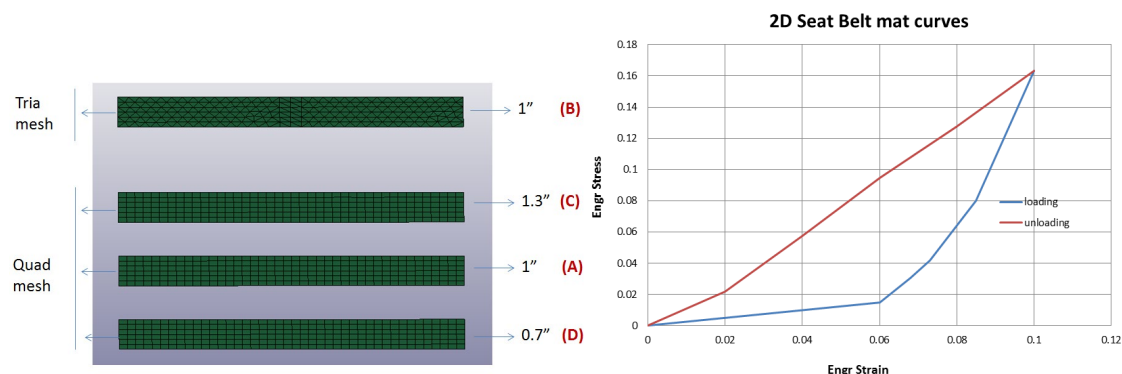 Tria
mesh
1” (B)
1.3” (C)
Quad
mesh
1” (A)
0.7” (D)
2D Seat Belt mat curves
Engr Stress
0.18
0.16
0.14
0.12
0.1
0.08
0.06
0.04
0.02
0
loading
unloading
0 0.02 0.04 0.06 0.08 0.1 0.12
Engr Strain